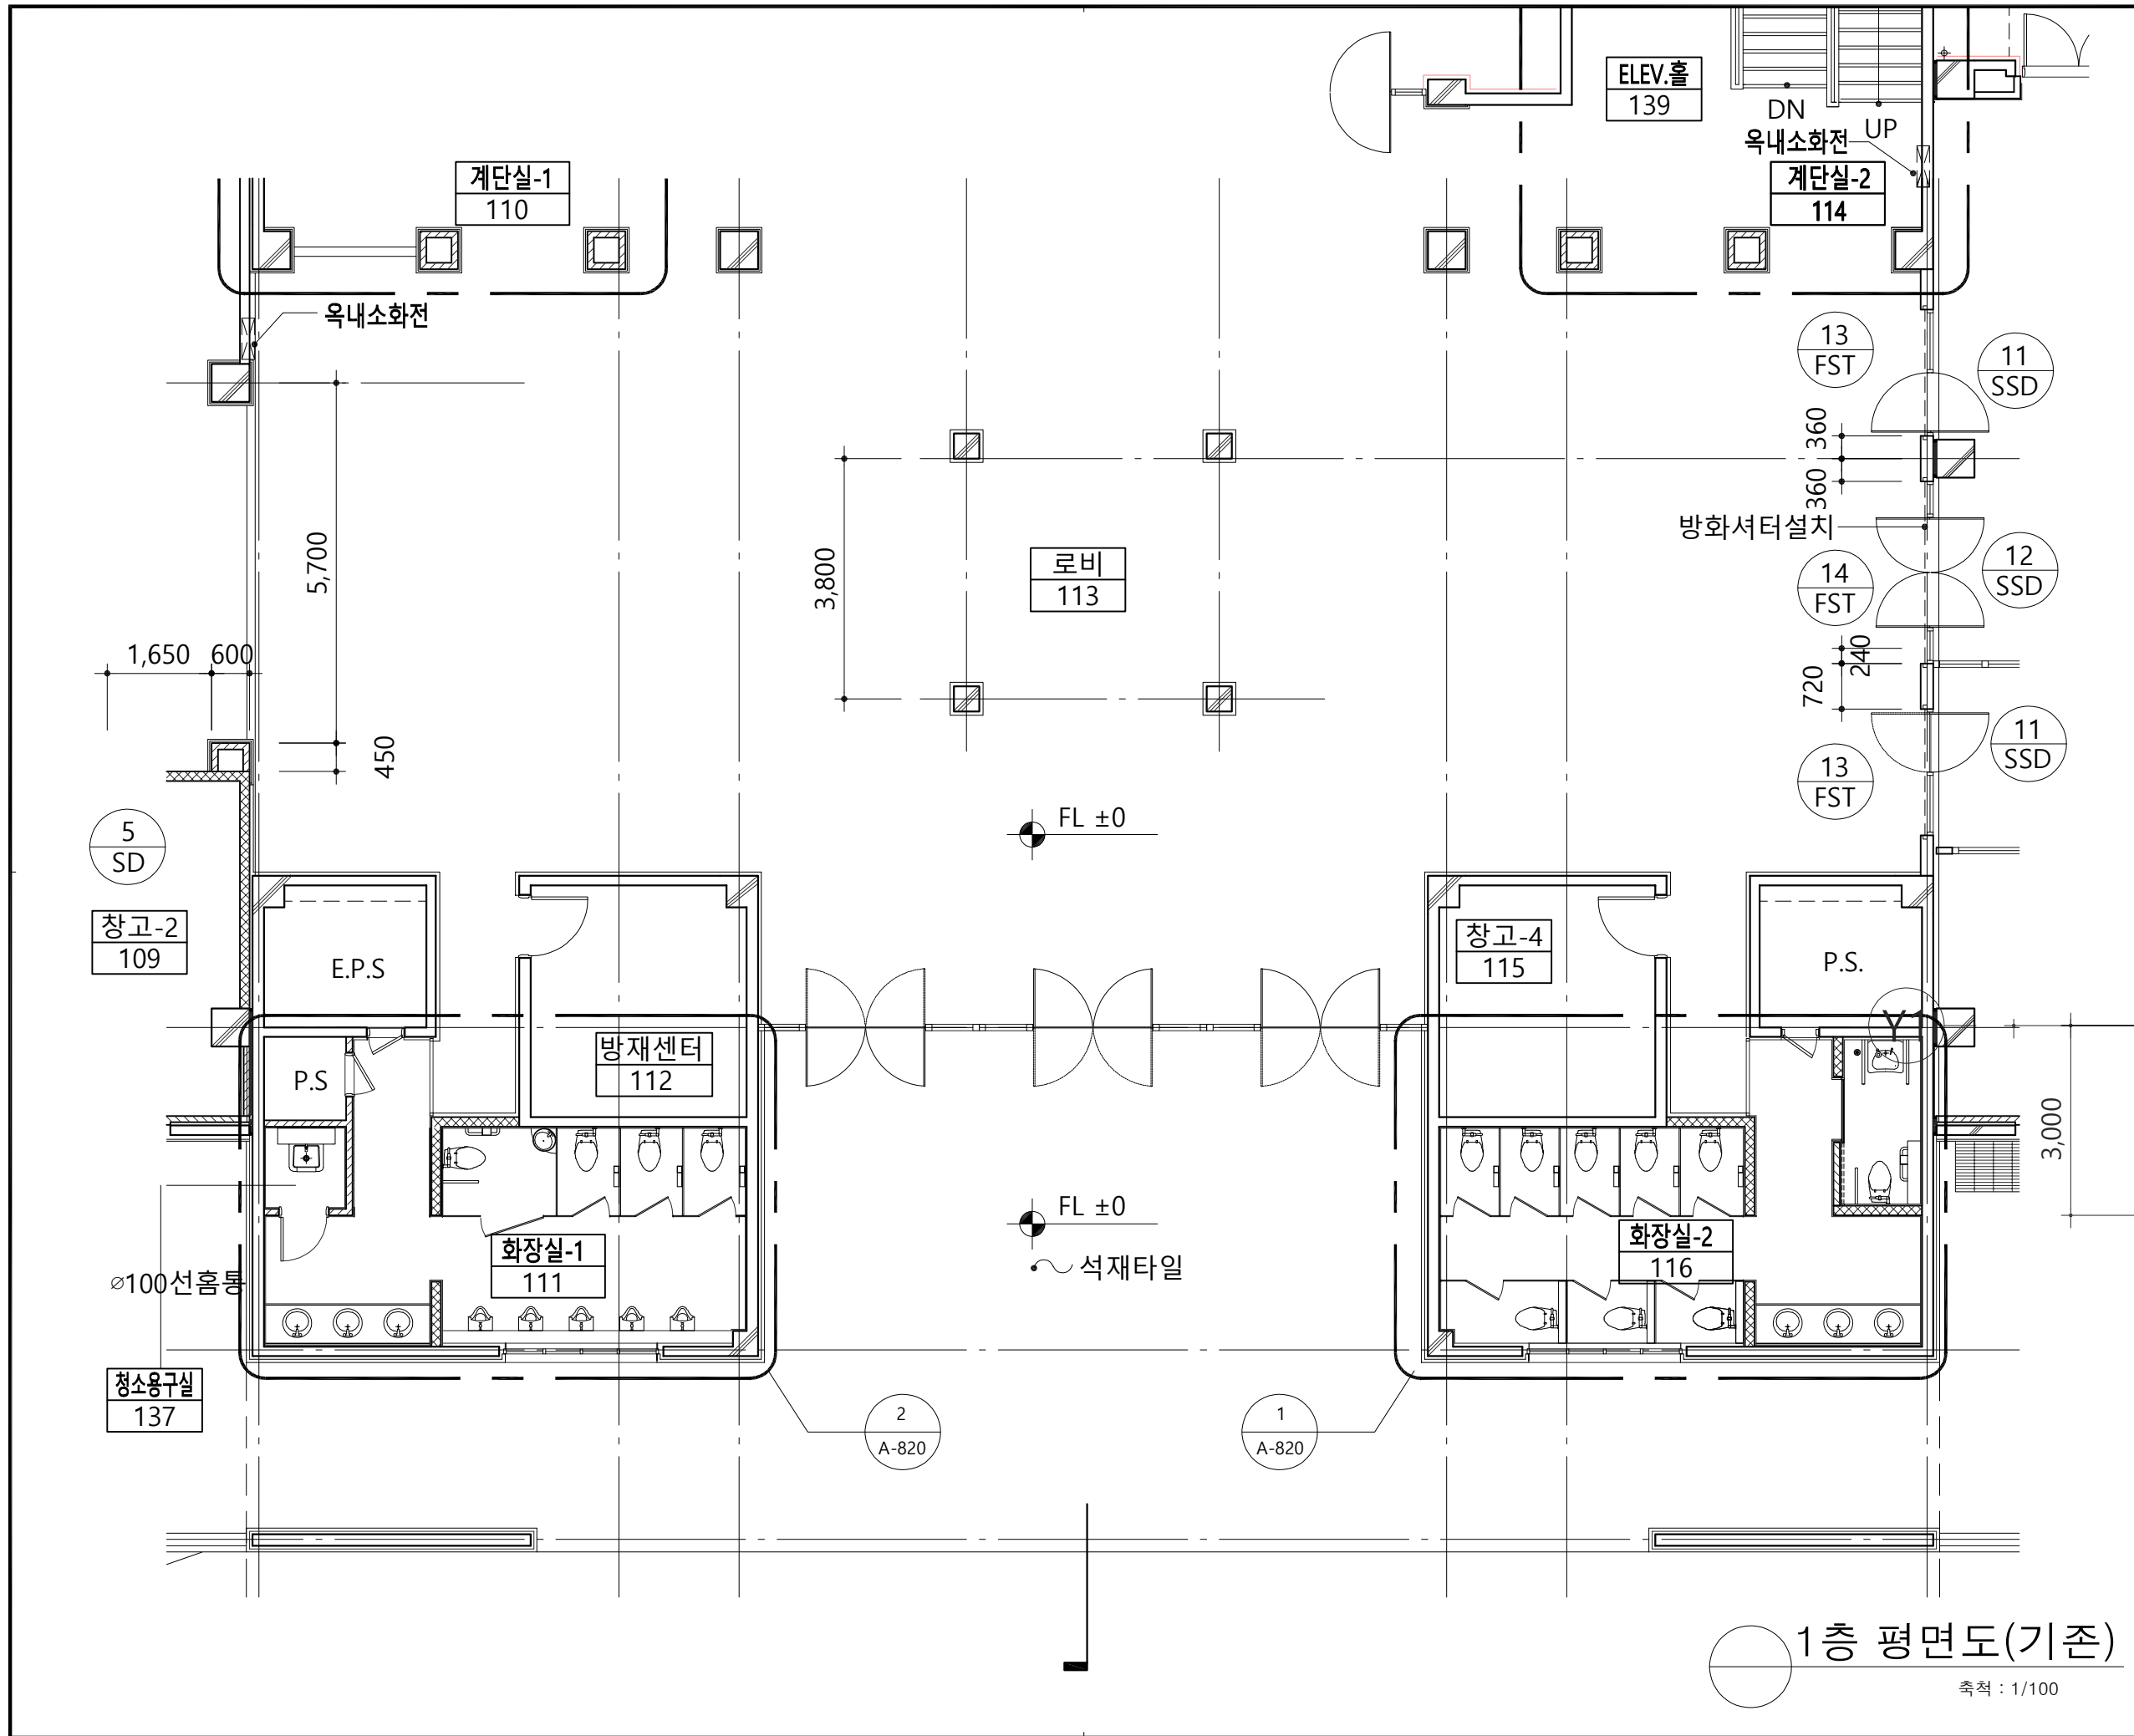 ELEV.홀
139
DN
UP
옥내소화전
계단실-1
110
계단실-2
114
옥내소화전
13
FST
11
SSD
360
360
방화셔터설치
5,700
3,800
로비
113
12
SSD
14
FST
240
720
1,650
600
450
11
SSD
13
FST
FL ±0
5
SD
창고-2
109
E.P.S
창고-4
115
P.S.
Y1
방재센터
112
P.S
3,000
FL ±0
석재타일
화장실-1
111
화장실-2
116
⌀100선홈통
청소용구실
137
2
A-820
1
A-820
1층 평면도(기존)
축척 : 1/100